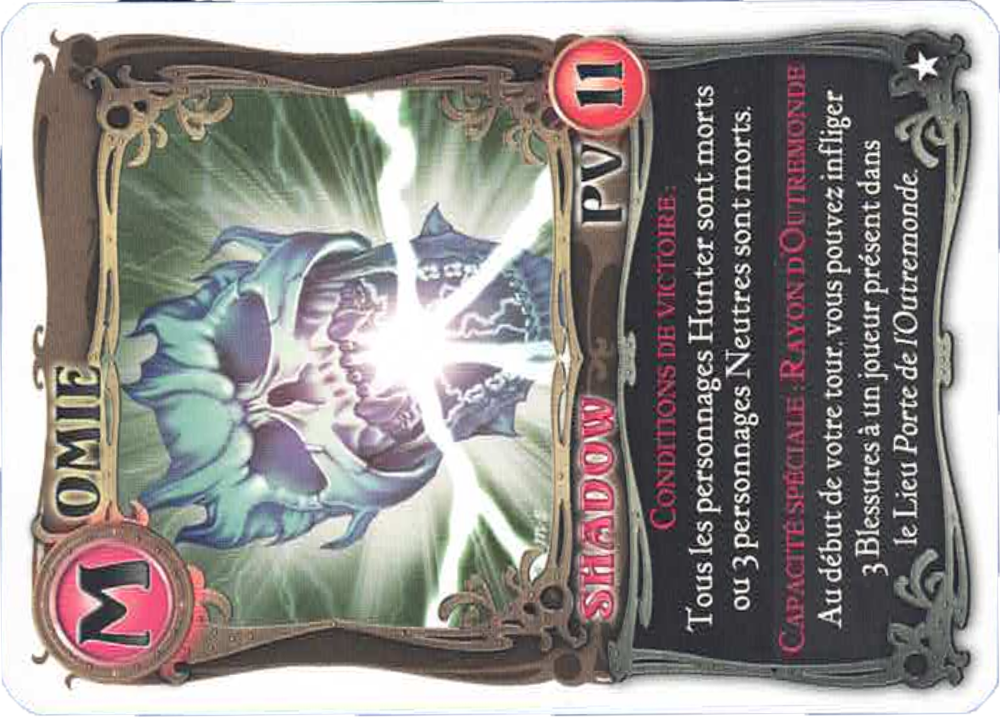 M OMIE
SHADOW PV 11
CONDITIONS DE VICTOIRE :
Tous les personnages Hunter sont morts
ou 3 personnages Neutres sont morts.
CAPACITÉ SPÉCIALE : RAYON D'OUTREMONDE
Au début de votre tour, vous pouvez infliger
3 Blessures à un joueur présent dans
le Lieu Porte de l'Outremonde.